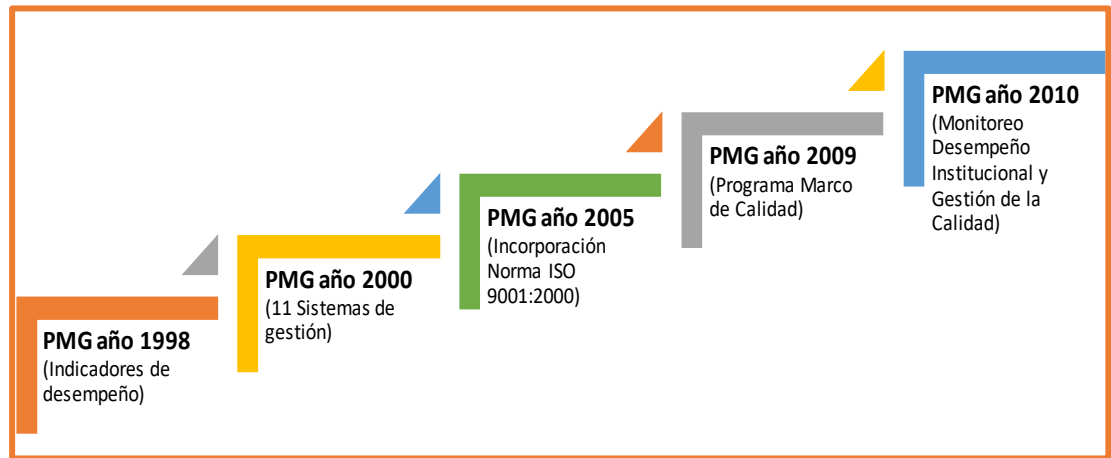 PMG año 1998
(Indicadores de
desempeño)
PMG año 2000
(11 Sistemas de
gestión)
PMG año 2005
(Incorporación
Norma ISO
9001:2000)
PMG año 2009
(Programa Marco
de Calidad)
PMG año 2010
(Monitoreo
Desempeño
Institucional y
Gestión de la
Calidad)